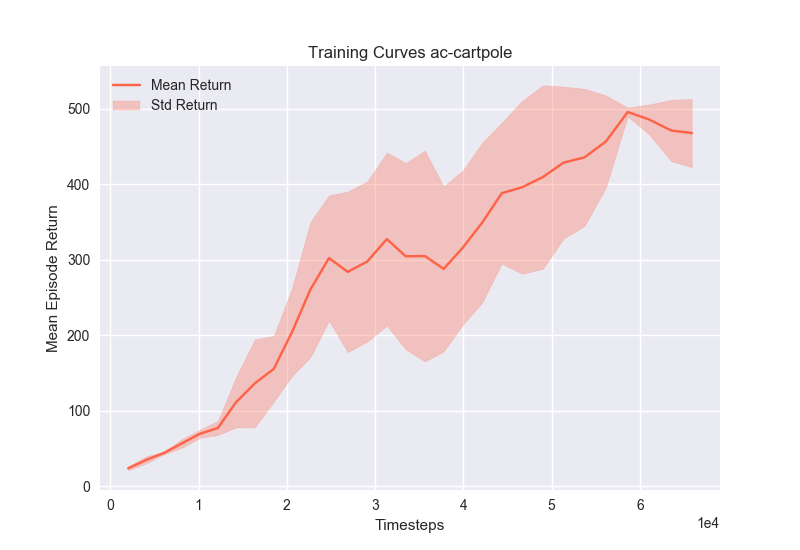 Training Curves ac-cartpole
Mean Return
Std Return
500
400
300
200
100
0
Mean Episode Return
0 1 2 3 4 5 6
1e4
Timesteps